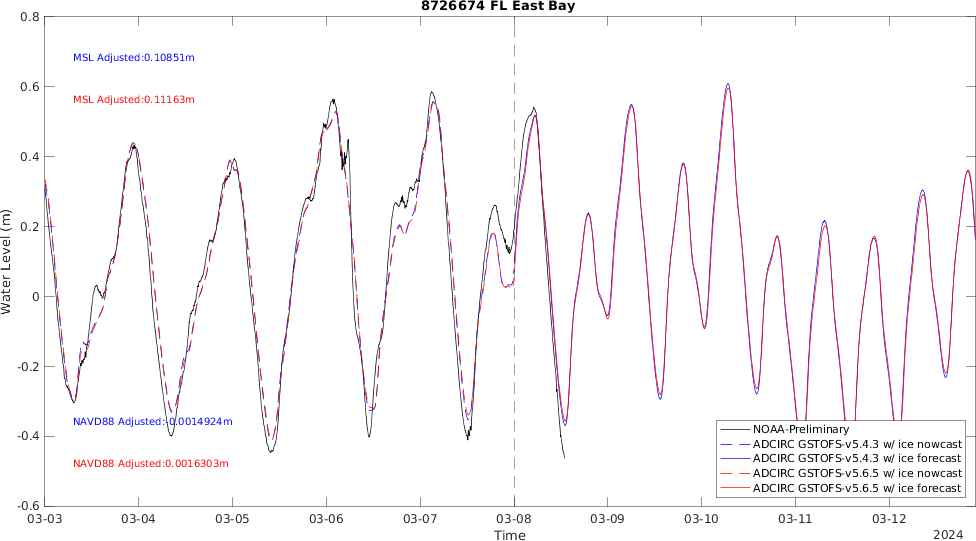 8726674 FL East Bay
0.8
0.6
0.4
0.2
0
-0.2
-0.4
-0.6
Water Level (m)
MSL Adjusted:0.10851m
MSL Adjusted:0.11163m
NAVD88 Adjusted:-0.0014924m
NAVD88 Adjusted:0.0016303m
NOAA-Preliminary
ADCIRC GSTOFS-v5.4.3 w/ ice nowcast
ADCIRC GSTOFS-v5.4.3 w/ ice forecast
ADCIRC GSTOFS-v5.6.5 w/ ice nowcast
ADCIRC GSTOFS-v5.6.5 w/ ice forecast
03-03 03-04 03-05 03-06 03-07 03-08 03-09 03-10 03-11 03-12
Time
2024